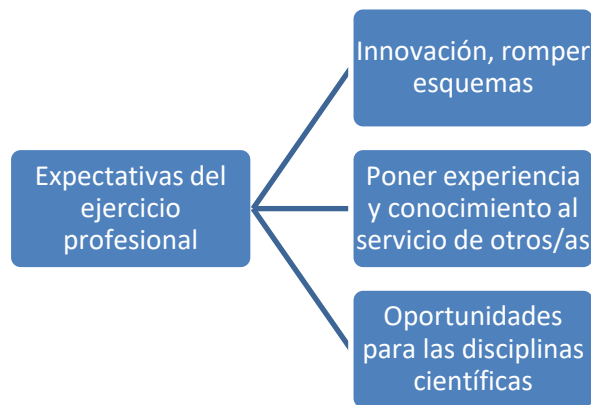 Innovación, romper
esquemas
Expectativas del
ejercicio
profesional
Poner experiencia
y conocimiento al
servicio de otros/as
Oportunidades
para las disciplinas
científicas